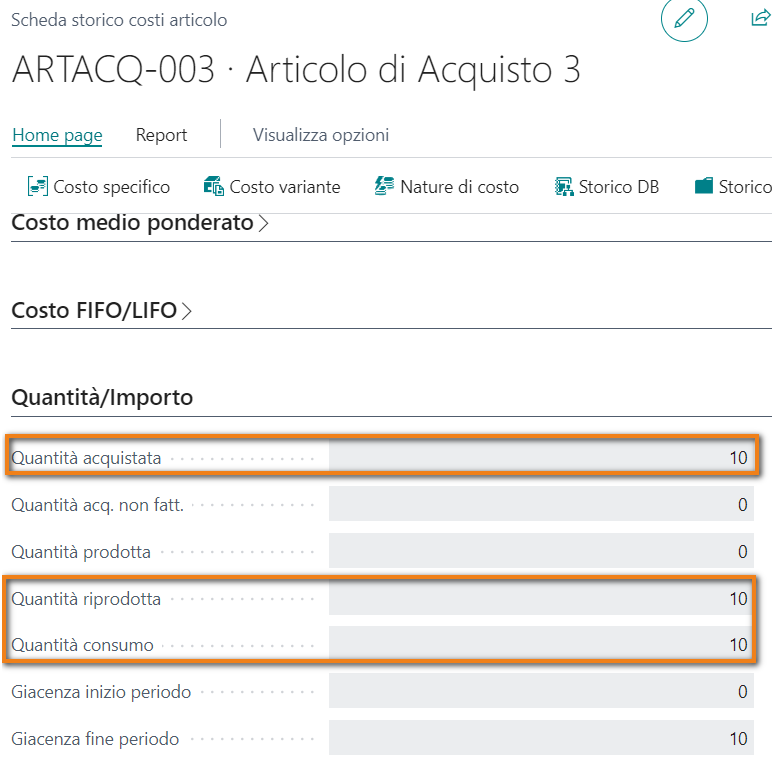 Scheda storico costi articolo
ARTACQ-003 · Articolo di Acquisto 3
Home page Report Visualizza opzioni
Costo specifico Costo variante Nature di costo Storico DB Storico
Costo medio ponderato
Costo FIFO/LIFO
Quantità/Importo
Quantità acquistata 10
Quantità acq. non fatt. 0
Quantità prodotta 0
Quantità riprodotta 10
Quantità consumo 10
Giacenza inizio periodo 0
Giacenza fine periodo 10